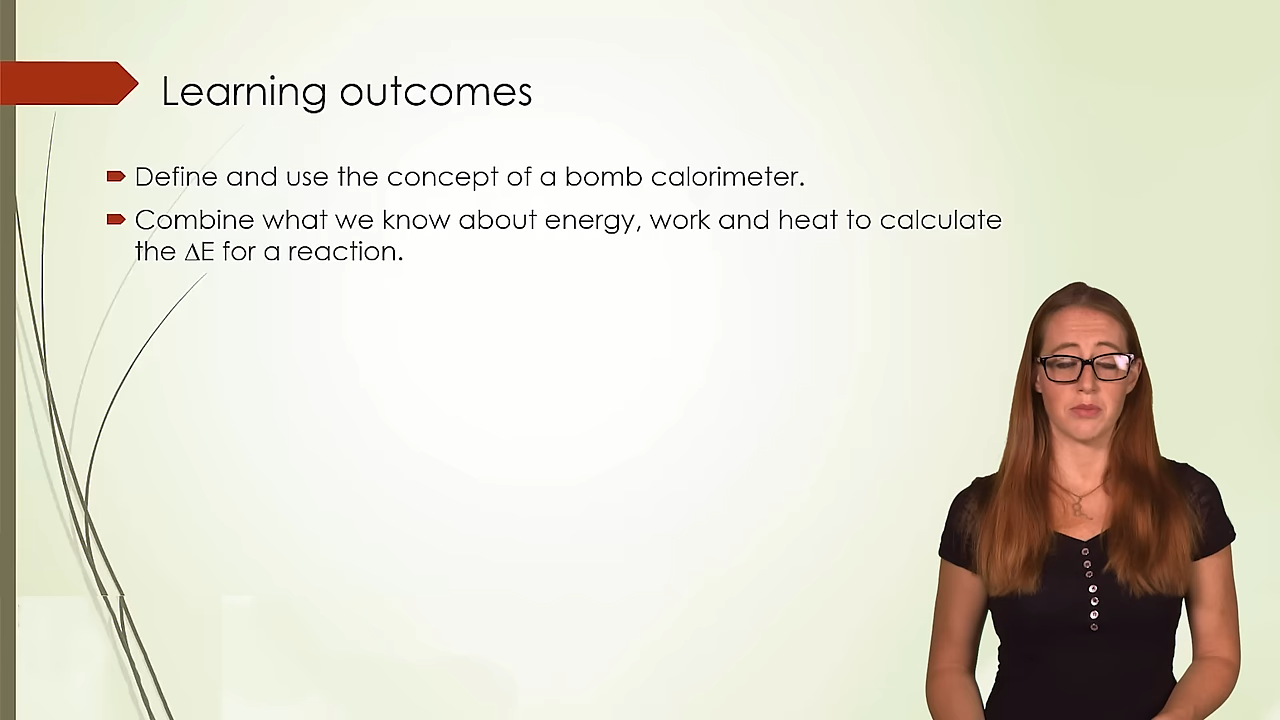 Learning outcomes
Define and use the concept of a bomb calorimeter.
Combine what we know about energy, work and heat to calculate
the ΔE for a reaction.